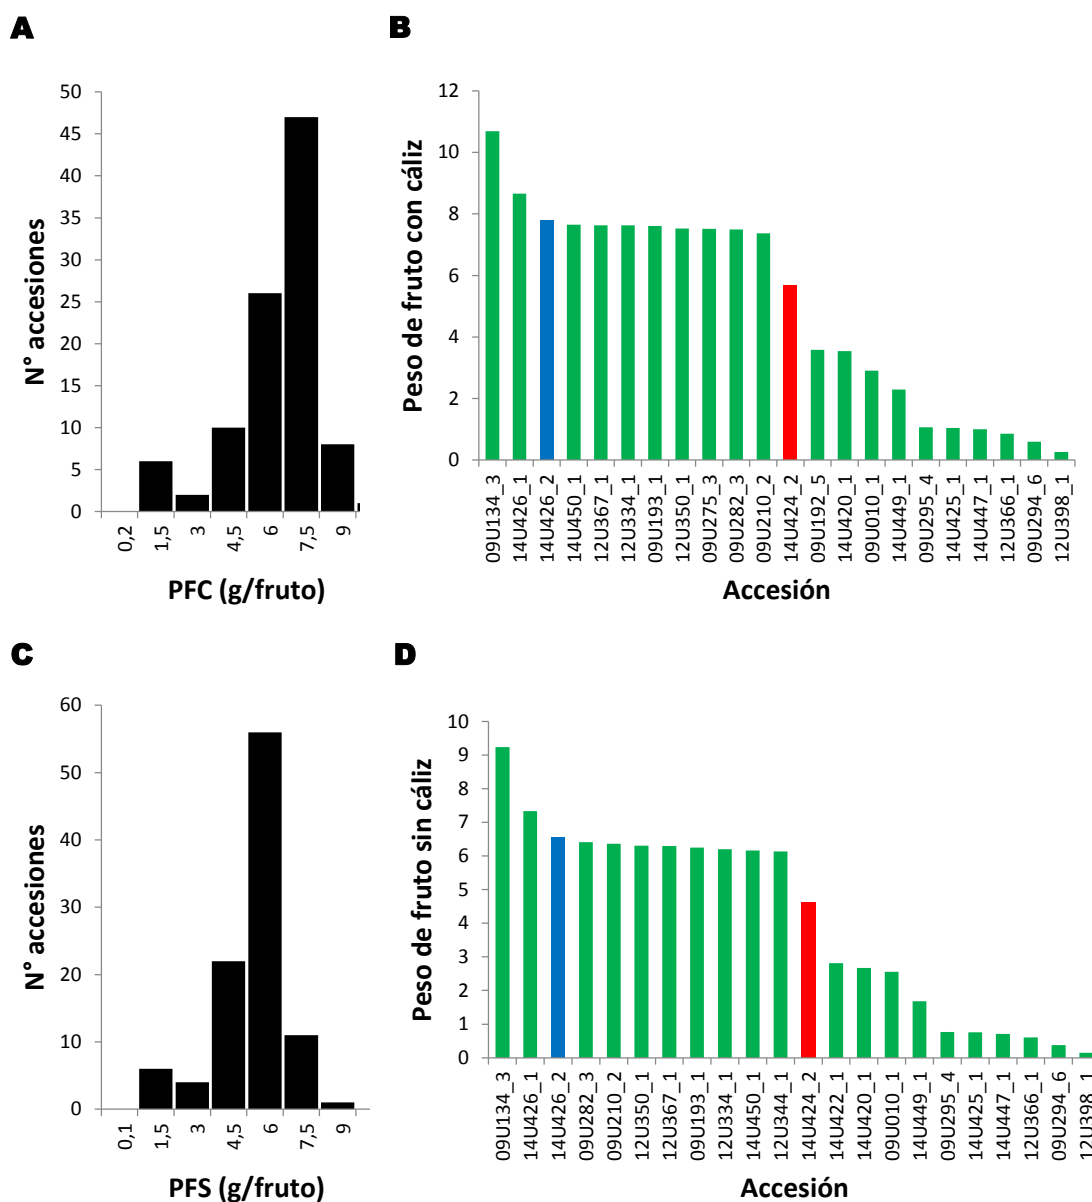 A
B
50
45
40
35
30
25
20
15
10
5
0
N° accesiones
0,2
1,5
3
4,5
6
7,5
9
PFC (g/fruto)
12
10
8
6
4
2
0
Peso de fruto con cáliz
09U134_3
14U426_1
14U426_2
14U450_1
12U367_1
12U334_1
09U193_1
12U350_1
09U275_3
09U282_3
09U210_2
14U424_2
09U192_5
14U420_1
09U010_1
14U449_1
09U295_4
14U425_1
14U447_1
12U366_1
09U294_6
12U398_1
Accesión
C
D
60
50
40
30
20
10
0
N° accesiones
0,1
1,5
3
4,5
6
7,5
9
PFS (g/fruto)
10
9
8
7
6
5
4
3
2
1
0
Peso de fruto sin cáliz
09U134_3
14U426_1
14U426_2
09U282_3
09U210_2
12U350_1
12U367_1
09U193_1
12U334_1
14U450_1
12U344_1
14U424_2
14U422_1
14U420_1
09U010_1
14U449_1
09U295_4
14U425_1
14U447_1
12U366_1
09U294_6
12U398_1
Accesión